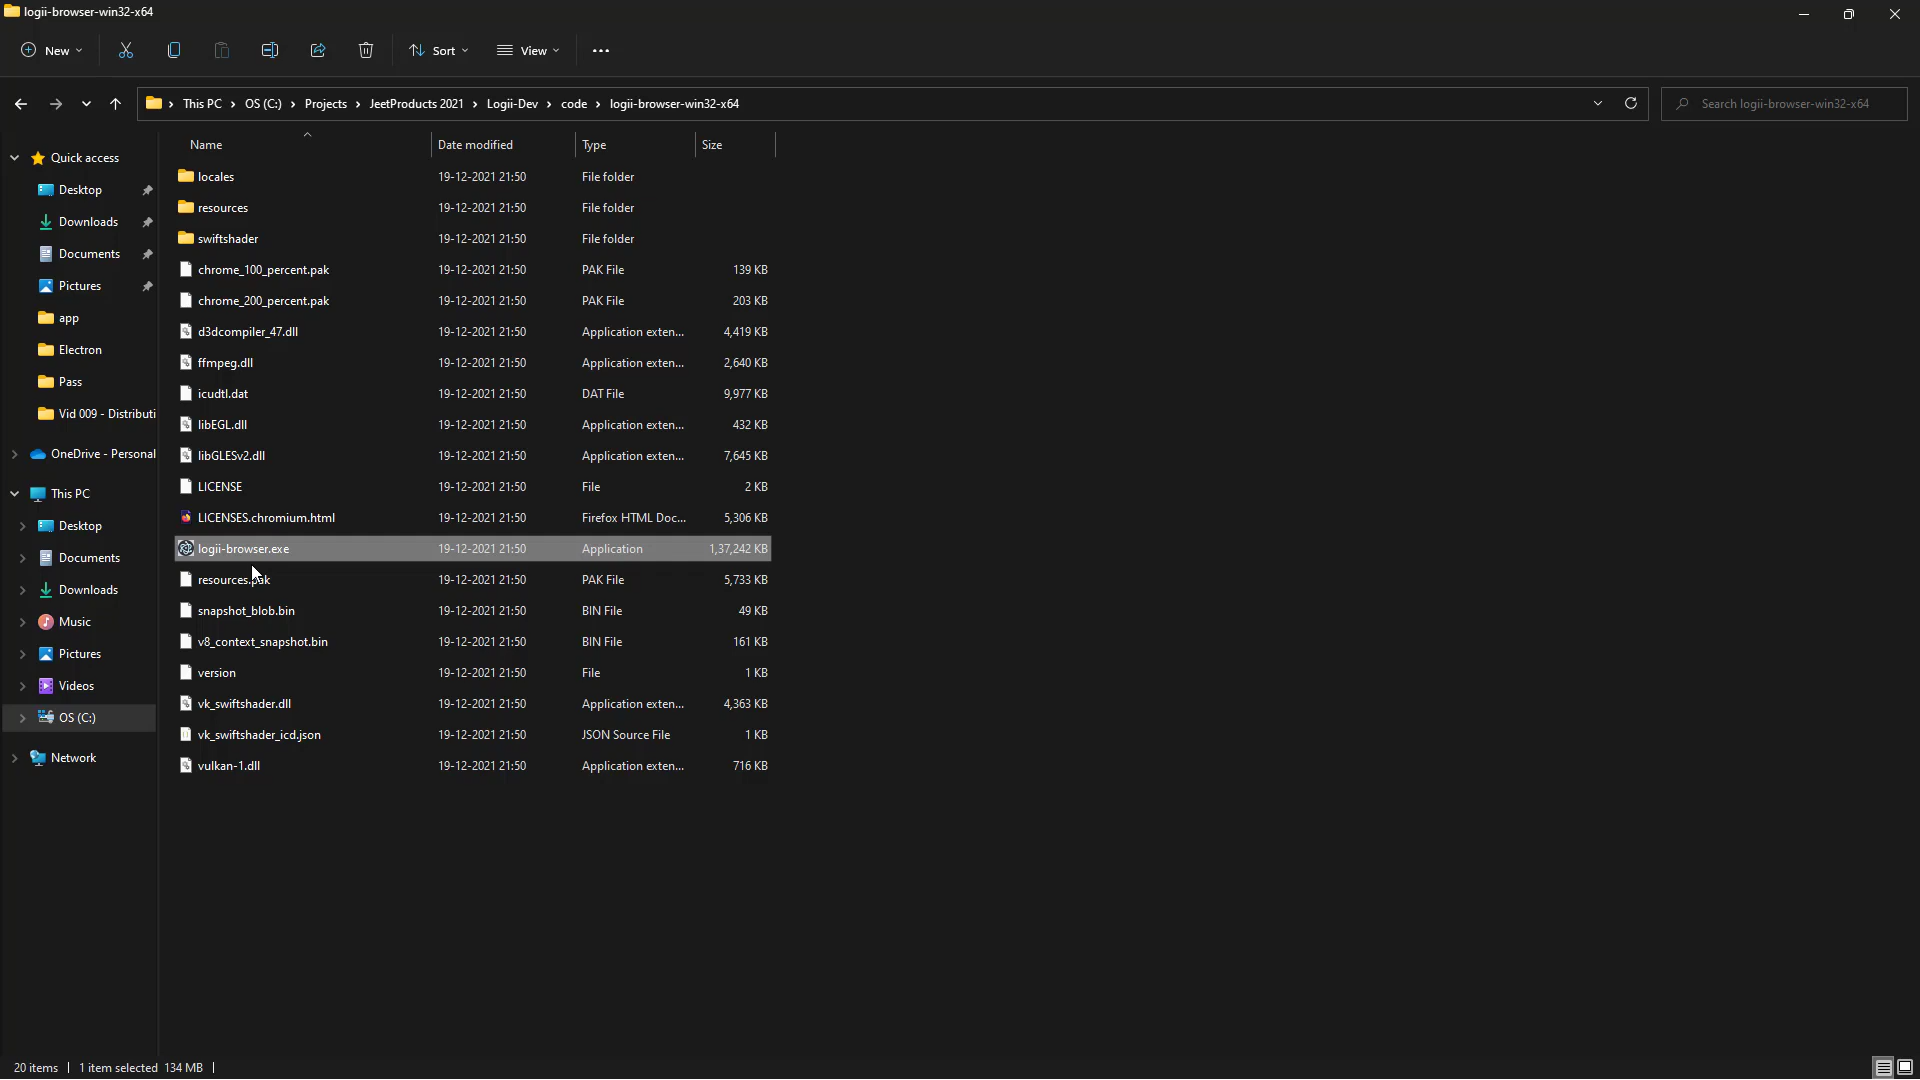 logii-browser-win32-x64
New
Sort
View
This PC
OS (C:)
Projects
JeetProducts 2021
Logii-Dev
code
logii-browser-win32-x64
Search logii-browser-win32-x64
Name Date modified Type Size
Quick access
Desktop
Downloads
Documents
Pictures
app
Electron
Pass
Vid 009 - Distributi
OneDrive - Personal
This PC
Desktop
Documents
Downloads
Music
Pictures
Videos
OS (C:)
Network
locales 19-12-2021 21:50 File folder
resources 19-12-2021 21:50 File folder
swiftshader 19-12-2021 21:50 File folder
chrome_100_percent.pak 19-12-2021 21:50 PAK File 139 KB
chrome_200_percent.pak 19-12-2021 21:50 PAK File 203 KB
d3dcompiler_47.dll 19-12-2021 21:50 Application exten... 4,419 KB
ffmpeg.dll 19-12-2021 21:50 Application exten... 2,640 KB
icudtl.dat 19-12-2021 21:50 DAT File 9,977 KB
libEGL.dll 19-12-2021 21:50 Application exten... 432 KB
libGLESv2.dll 19-12-2021 21:50 Application exten... 7,645 KB
LICENSE 19-12-2021 21:50 File 2 KB
LICENSES.chromium.html 19-12-2021 21:50 Firefox HTML Doc... 5,306 KB
logii-browser.exe 19-12-2021 21:50 Application 1,37,242 KB
resources.pak 19-12-2021 21:50 PAK File 5,733 KB
snapshot_blob.bin 19-12-2021 21:50 BIN File 49 KB
v8_context_snapshot.bin 19-12-2021 21:50 BIN File 161 KB
version 19-12-2021 21:50 File 1 KB
vk_swiftshader.dll 19-12-2021 21:50 Application exten... 4,363 KB
vk_swiftshader_icd.json 19-12-2021 21:50 JSON Source File 1 KB
vulkan-1.dll 19-12-2021 21:50 Application exten... 716 KB
20 items 1 item selected 134 MB